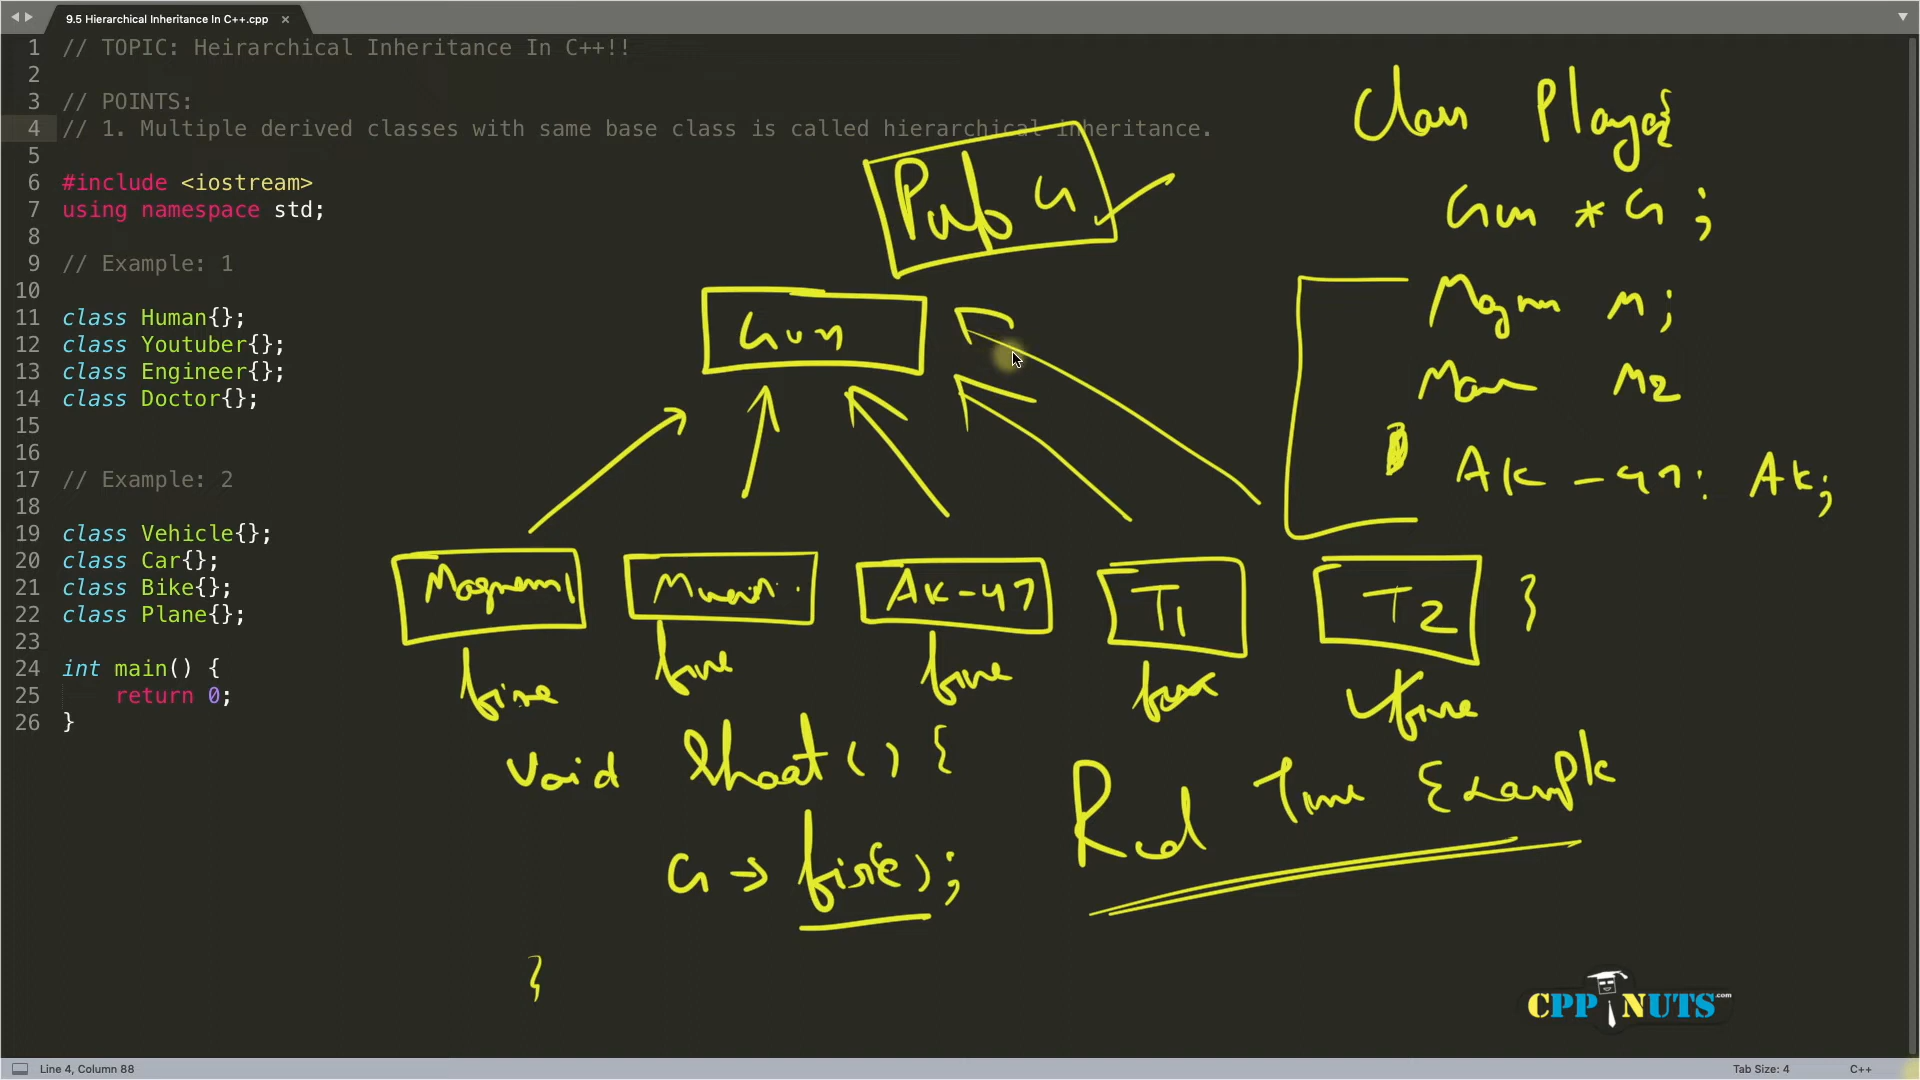 9.5 Hierarchical Inheritance In C++.cpp ×
1 // TOPIC: Heirarchical Inheritance In C++!!
2
3 // POINTS:
4 // 1. Multiple derived classes with same base class is called hierarchical inheritance.
5
6 #include <iostream>
7 using namespace std;
8
9 // Example: 1
10
11 class Human{};
12 class Youtuber{};
13 class Engineer{};
14 class Doctor{};
15
16
17 // Example: 2
18
19 class Vehicle{};
20 class Car{};
21 class Bike{};
22 class Plane{};
23
24 int main() {
25 return 0;
26 }
Class Player{
Gun * G ;
Magnm M;
M2
AK - 47: AK;
Pub G
Gun
Magnem
AK-47
T1
T2 }
fire
fire
fire
fire
void Shoot() {
G -> fire();
}
Real Time Example
CPP NUTS.com
Line 4, Column 88
Tab Size: 4
C++